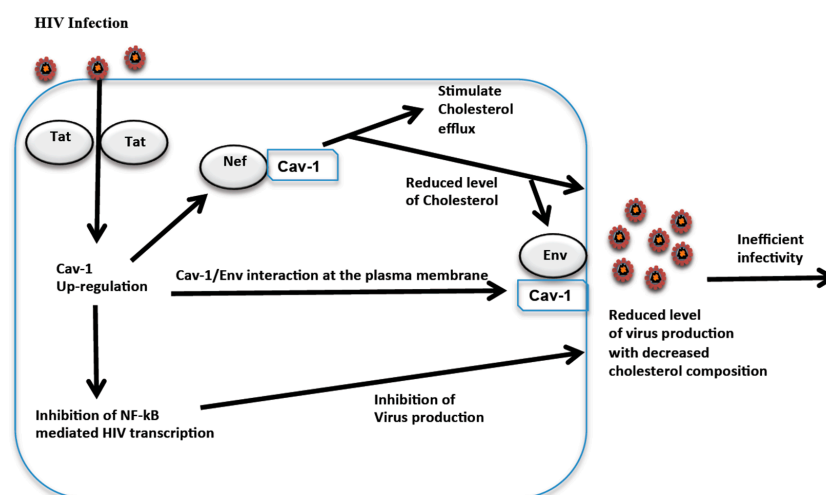 HIV Infection
Tat
Tat
Stimulate
Cholesterol
efflux
Nef
Cav-1
Reduced level
of Cholesterol
Env
Cav-1
Cav-1
Up-regulation
Cav-1/Env interaction at the plasma membrane
Inefficient
infectivity
Reduced level
of virus production
with decreased
cholesterol composition
Inhibition of NF-kB
mediated HIV transcription
Inhibition of
Virus production